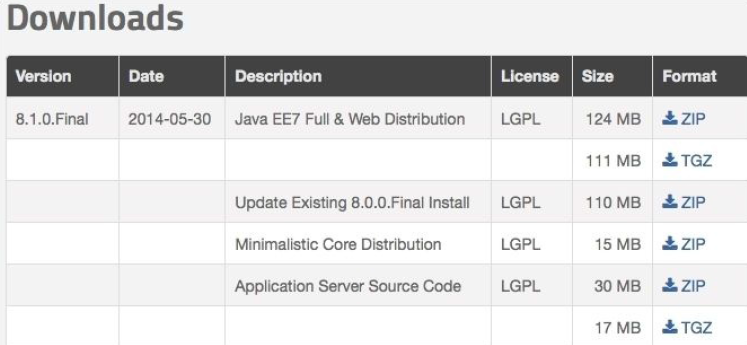 Downloads
Version Date Description License Size Format
8.1.0.Final 2014-05-30 Java EE7 Full & Web Distribution LGPL 124 MB ZIP
111 MB TGZ
Update Existing 8.0.0.Final Install LGPL 110 MB ZIP
Minimalistic Core Distribution LGPL 15 MB ZIP
Application Server Source Code LGPL 30 MB ZIP
17 MB TGZ